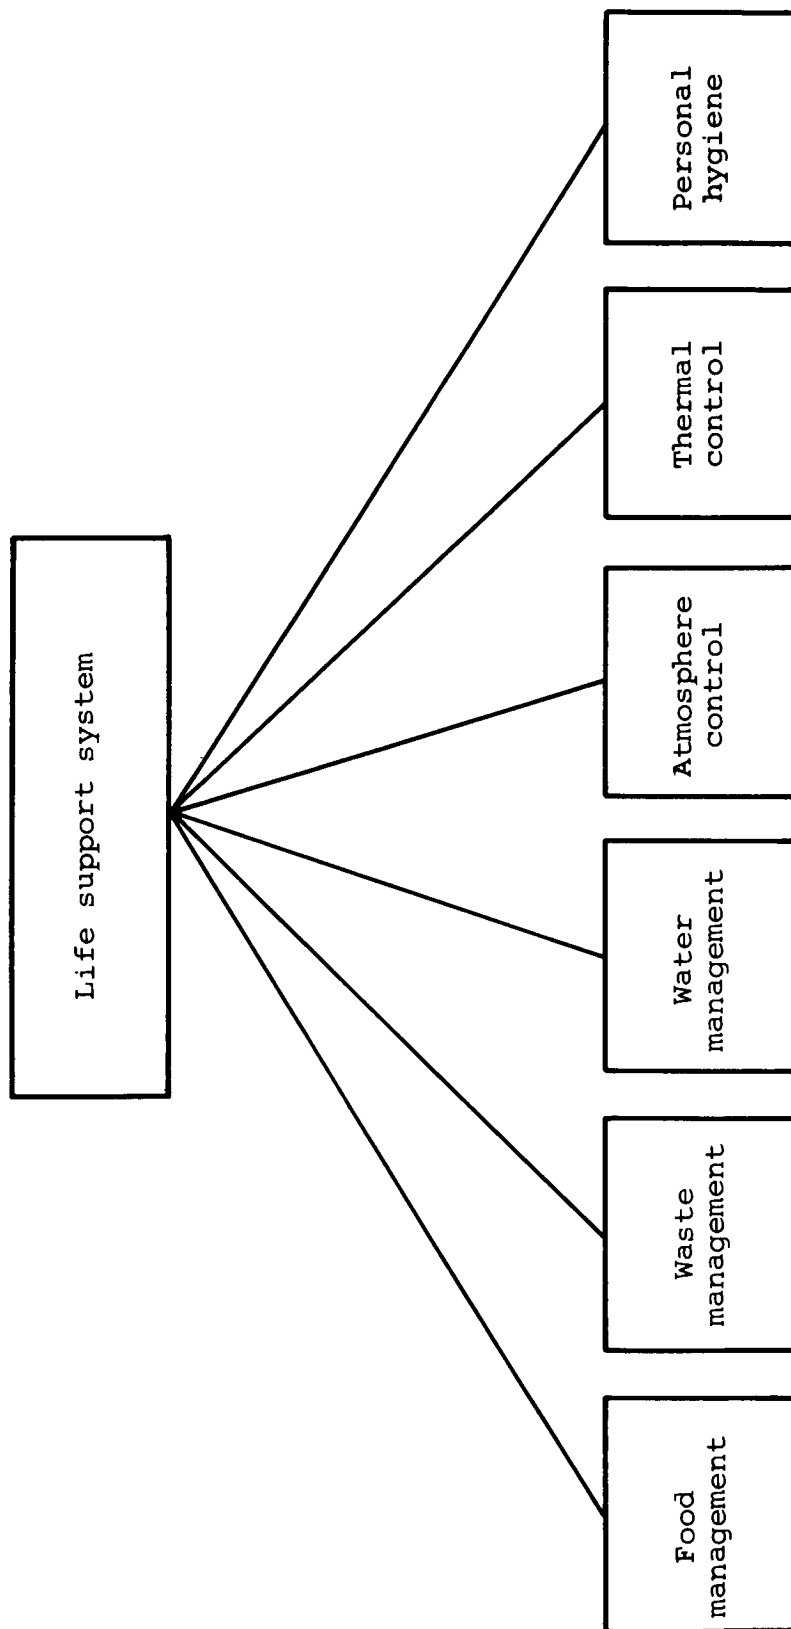 Life support system
Food
management
Waste
management
Water
management
Atmosphere
control
Thermal
control
Personal
hygiene